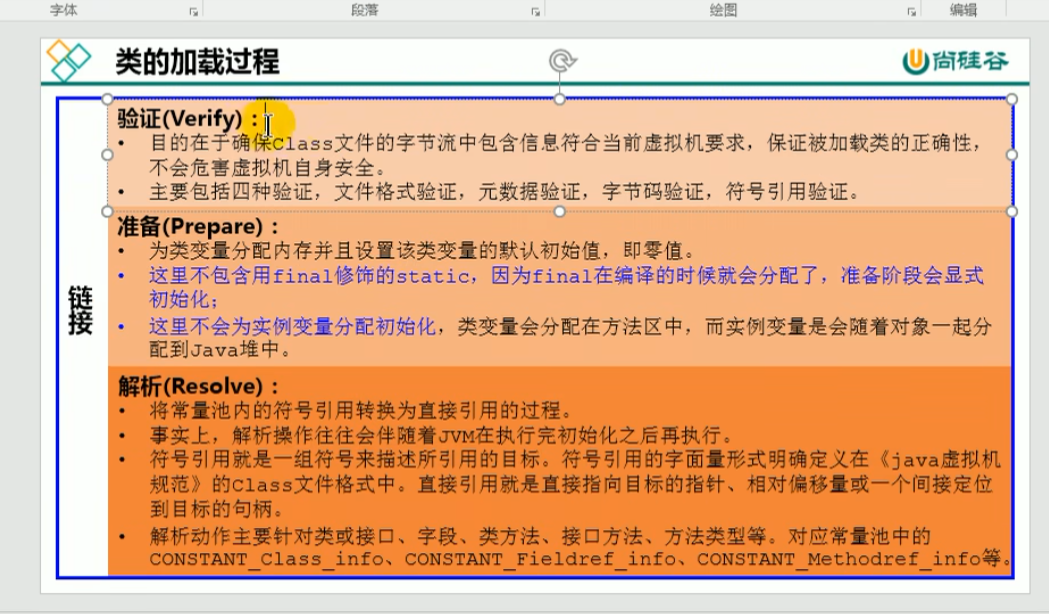 字体
段落
绘图
编辑
类的加载过程
尚硅谷
链接
验证(Verify)：
• 目的在于确保Class文件的字节流中包含信息符合当前虚拟机要求，保证被加载类的正确性，
不会危害虚拟机自身安全。
• 主要包括四种验证，文件格式验证，元数据验证，字节码验证，符号引用验证。
准备(Prepare)：
• 为类变量分配内存并且设置该类变量的默认初始值，即零值。
• 这里不包含用final修饰的static，因为final在编译的时候就会分配了，准备阶段会显式
初始化；
• 这里不会为实例变量分配初始化，类变量会分配在方法区中，而实例变量是会随着对象一起分
配到Java堆中。
解析(Resolve)：
• 将常量池内的符号引用转换为直接引用的过程。
• 事实上，解析操作往往会伴随着JVM在执行完初始化之后再执行。
• 符号引用就是一组符号来描述所引用的目标。符号引用的字面量形式明确定义在《java虚拟机
规范》的Class文件格式中。直接引用就是直接指向目标的指针、相对偏移量或一个间接定位
到目标的句柄。
• 解析动作主要针对类或接口、字段、类方法、接口方法、方法类型等。对应常量池中的
CONSTANT_Class_info、CONSTANT_Fieldref_info、CONSTANT_Methodref_info等。